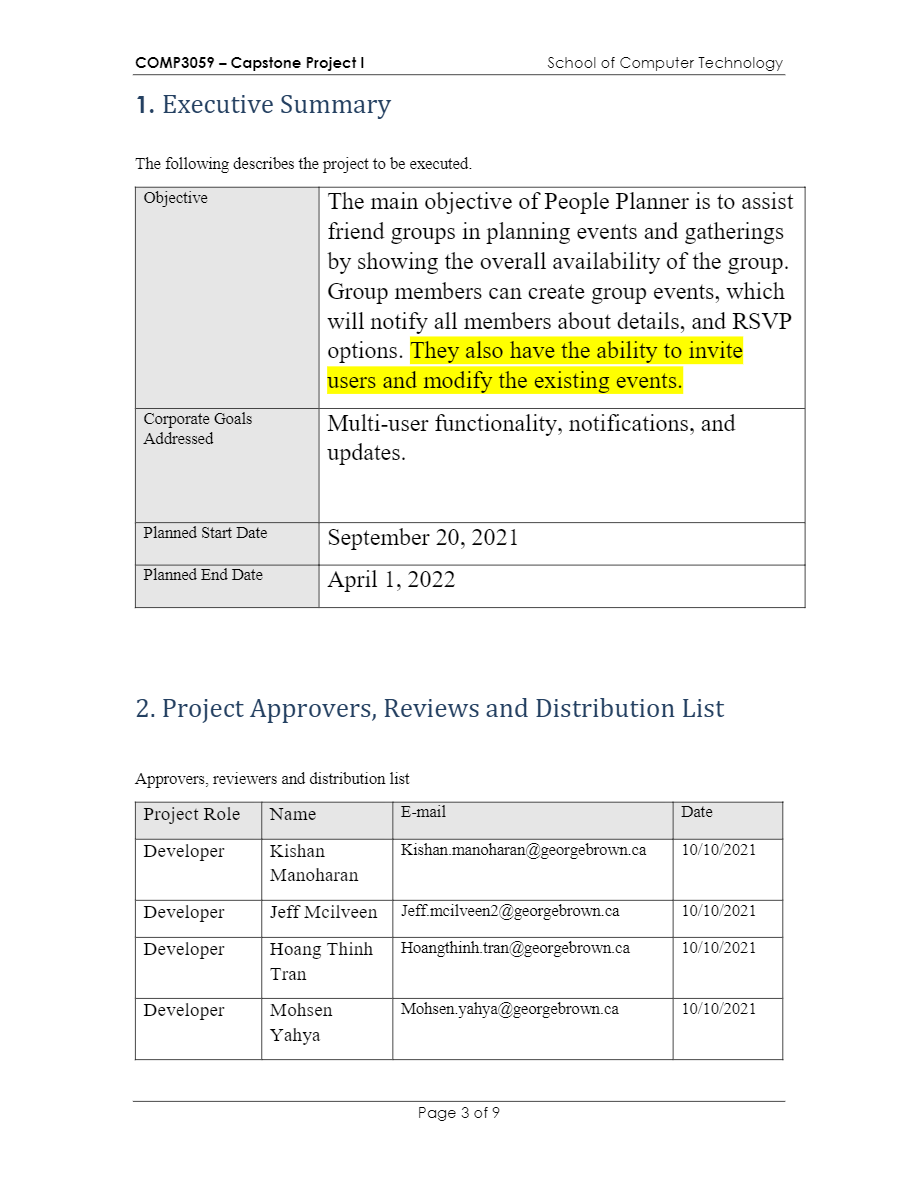 COMP3059 – Capstone Project I School of Computer Technology
1. Executive Summary
The following describes the project to be executed.
Objective
The main objective of People Planner is to assist
friend groups in planning events and gatherings
by showing the overall availability of the group.
Group members can create group events, which
will notify all members about details, and RSVP
options. They also have the ability to invite
users and modify the existing events.
Corporate Goals
Addressed
Multi-user functionality, notifications, and
updates.
Planned Start Date
September 20, 2021
Planned End Date
April 1, 2022
2. Project Approvers, Reviews and Distribution List
Approvers, reviewers and distribution list
Project Role Name E-mail Date
Developer Kishan Kishan.manoharan@georgebrown.ca 10/10/2021
Manoharan
Developer Jeff Mcilveen Jeff.mcilveen2@georgebrown.ca 10/10/2021
Developer Hoang Thinh Hoangthinh.tran@georgebrown.ca 10/10/2021
Tran
Developer Mohsen Mohsen.yahya@georgebrown.ca 10/10/2021
Yahya
Page 3 of 9